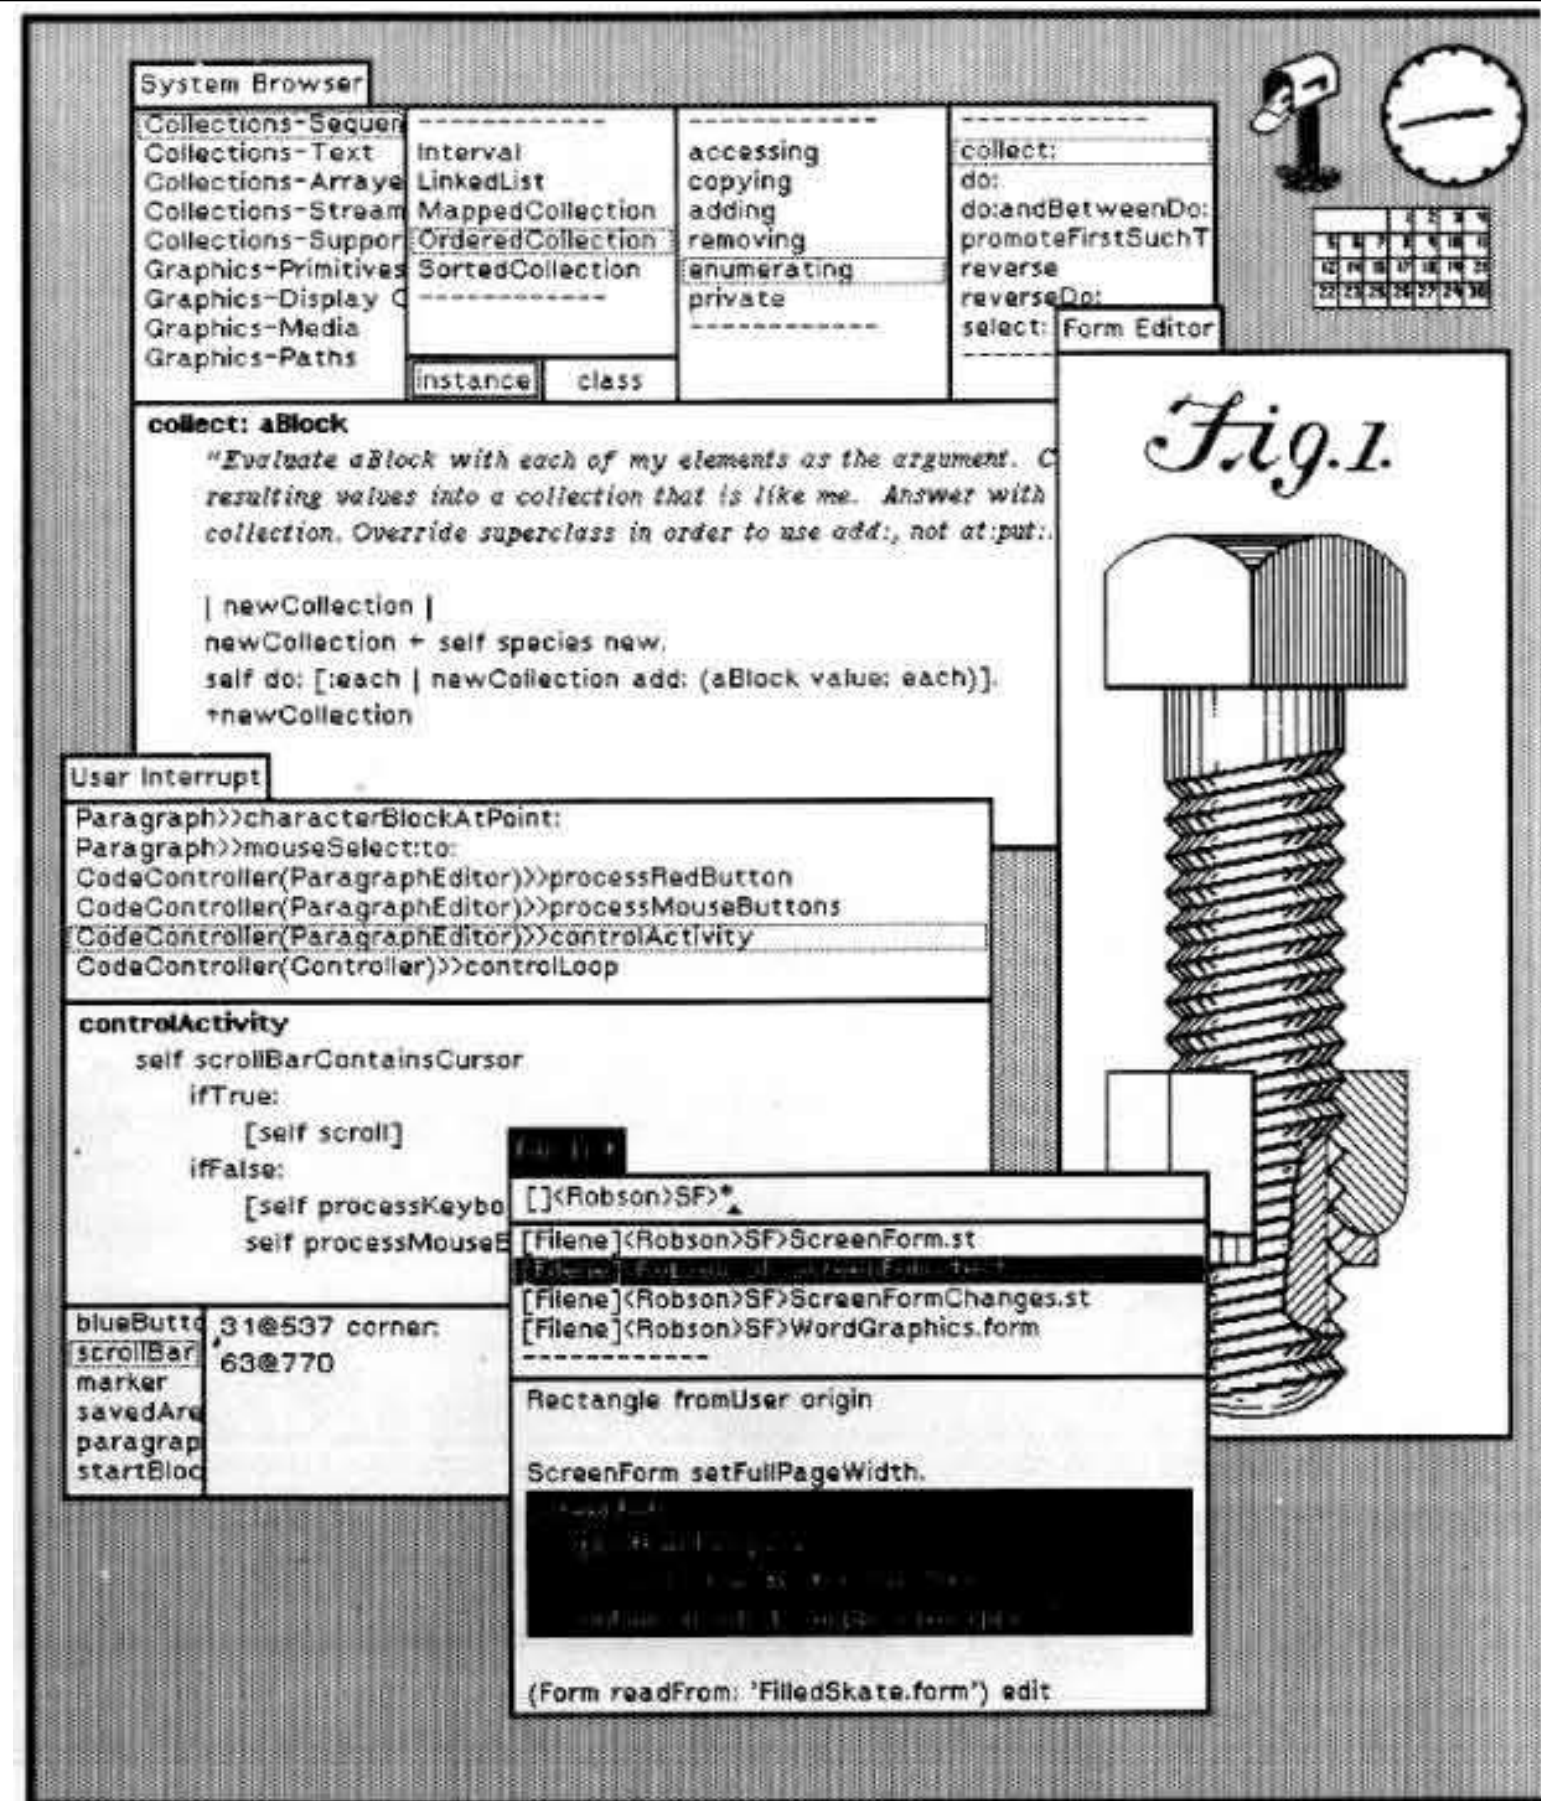 System Browser
Collections-Sequen
Collections-Text
Collections-Arraye
Collections-Stream
Collections-Suppor
Graphics-Primitives
Graphics-Display
Graphics-Media
Graphics-Paths
------------
Interval
LinkedList
MappedCollection
OrderedCollection
SortedCollection
------------
instance class
------------
accessing
copying
adding
removing
enumerating
private
------------
------------
collect:
do:
do:andBetweenDo:
promoteFirstSuchT
reverse
reverseDo:
select:
Form Editor
Fig.1.
collect: aBlock
"Evaluate aBlock with each of my elements as the argument. C
resulting values into a collection that is like me. Answer with
collection. Override superclass in order to use add:, not at:put:.
| newCollection |
newCollection ← self species new.
self do: [:each | newCollection add: (aBlock value: each)].
↑newCollection
User Interrupt
Paragraph>>characterBlockAtPoint:
Paragraph>>mouseSelect:to:
CodeController(ParagraphEditor)>>processRedButton
CodeController(ParagraphEditor)>>processMouseButtons
CodeController(ParagraphEditor)>>controlActivity
CodeController(Controller)>>controlLoop
controlActivity
self scrollBarContainsCursor
ifTrue:
[self scroll]
ifFalse:
[self processKeybo
self processMouseB
blueButto
scrollBar
marker
savedAre
paragrap
startBloc
31@537 corner:
63@770
[]<Robson>SF>*
[Filene]<Robson>SF>ScreenForm.st
[Filene]<Robson>SF>ScreenFormChanges.st
[Filene]<Robson>SF>WordGraphics.form
------------
Rectangle fromUser origin
ScreenForm setFullPageWidth.
(Form readFrom: 'FilledSkate.form') edit